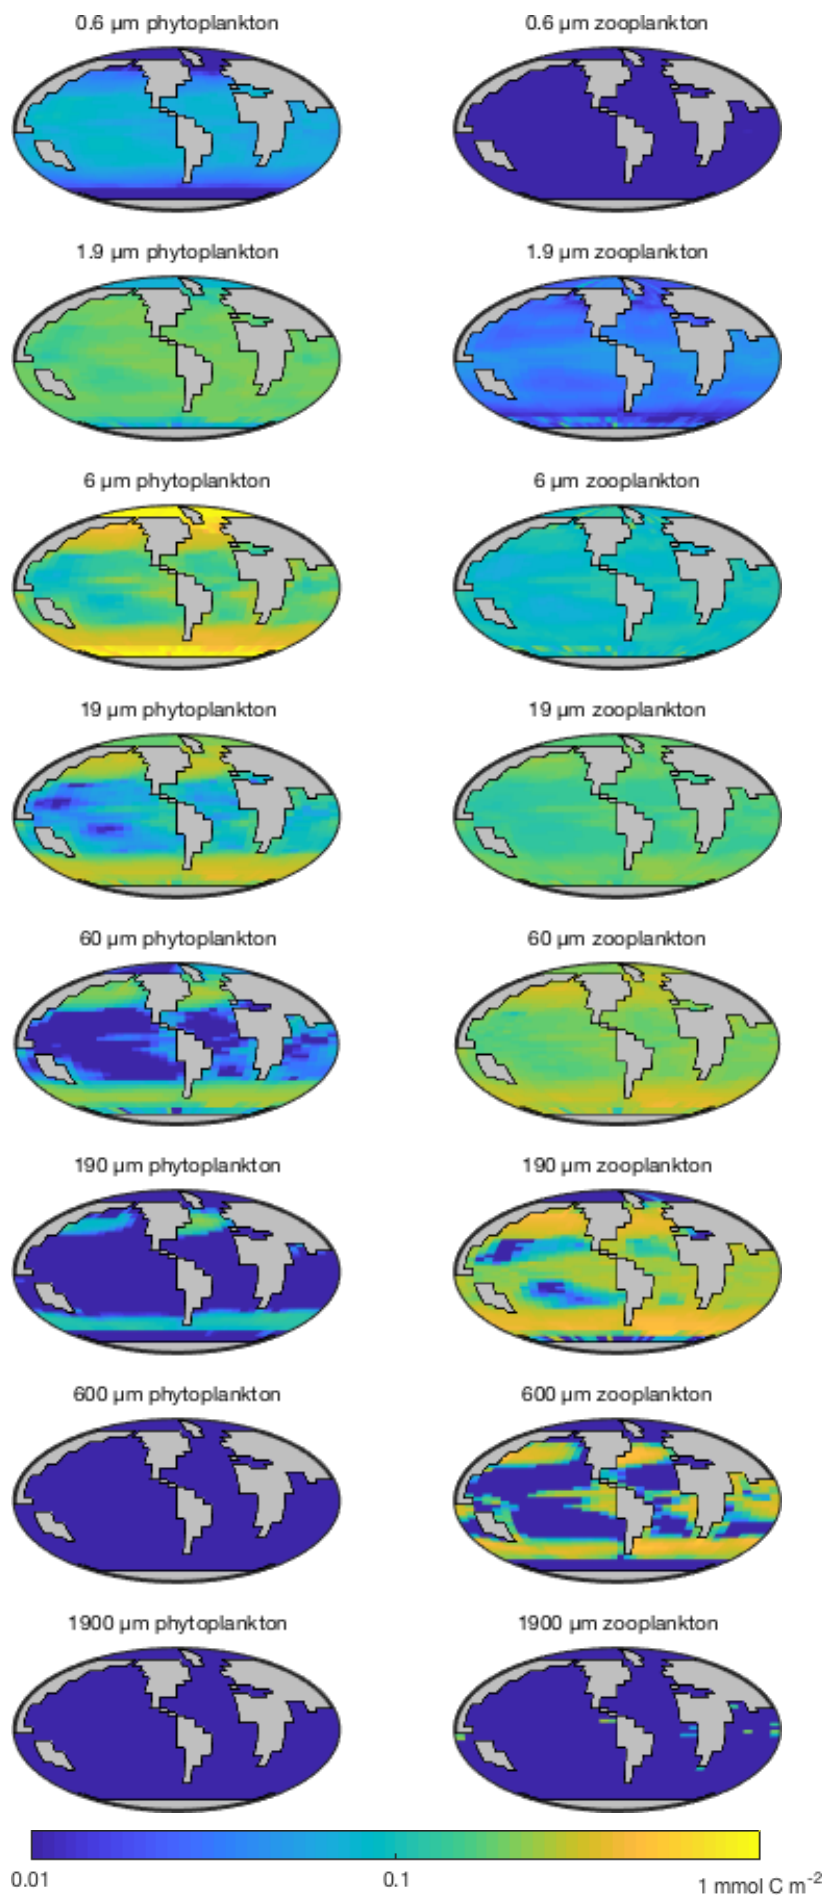 0.6 µm phytoplankton
0.6 µm zooplankton
1.9 µm phytoplankton
1.9 µm zooplankton
6 µm phytoplankton
6 µm zooplankton
19 µm phytoplankton
19 µm zooplankton
60 µm phytoplankton
60 µm zooplankton
190 µm phytoplankton
190 µm zooplankton
600 µm phytoplankton
600 µm zooplankton
1900 µm phytoplankton
1900 µm zooplankton
0.01 0.1 1 mmol C m⁻²